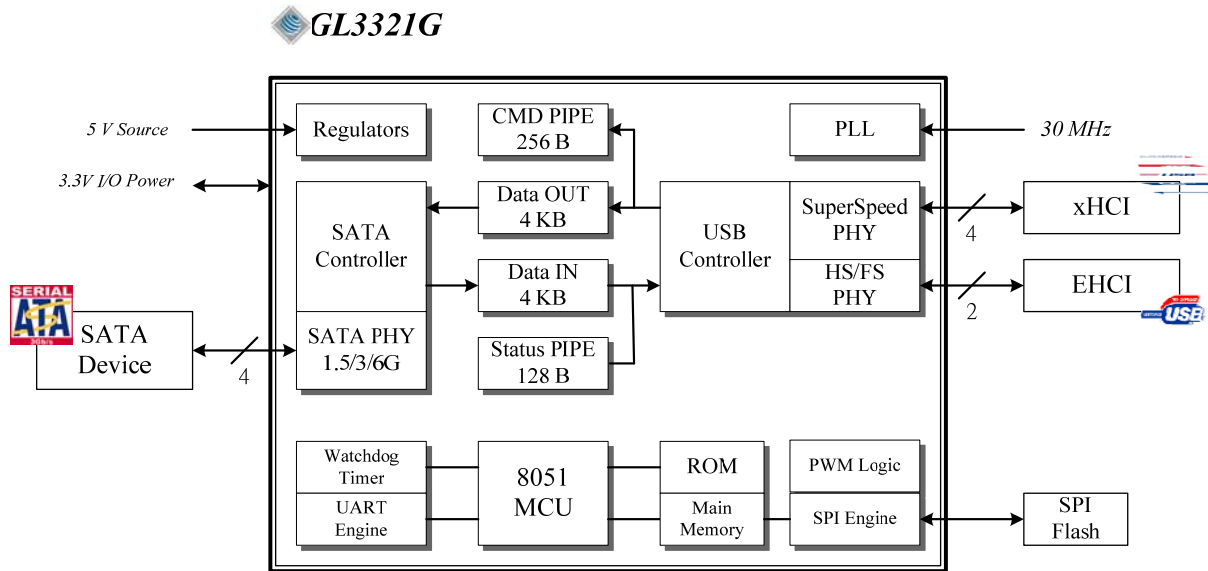 GL3321G
5 V Source
Regulators
CMD PIPE
256 B
PLL
30 MHz
3.3V I/O Power
SATA
Controller
Data OUT
4 KB
USB
Controller
SuperSpeed
PHY
4
xHCI
USB
Data IN
4 KB
HS/FS
PHY
2
EHCI
USB
SERIAL
ATA
3Gb/s
SATA
Device
4
SATA PHY
1.5/3/6G
Status PIPE
128 B
Watchdog
Timer
UART
Engine
8051
MCU
ROM
Main
Memory
PWM Logic
SPI Engine
SPI
Flash